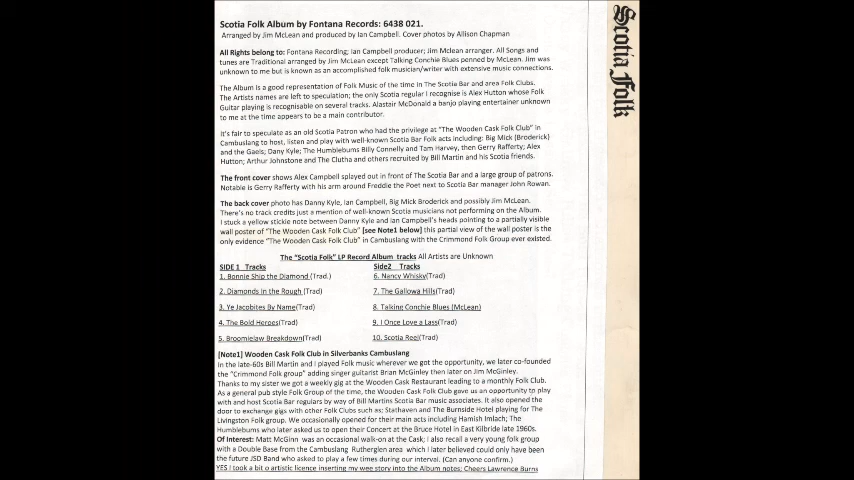 Scotia Folk Album by Fontana Records: 6438 021.
Arranged by Jim McLean and produced by Ian Campbell. Cover photos by Allison Chapman
All Rights belong to: Fontana Recording; Ian Campbell producer; Jim McLean arranger. All Songs and
tunes are Traditional arranged by Jim McLean except Talking Conchie Blues penned by McLean. Jim was
unknown to me but is known as an accomplished folk musician/writer with extensive music connections.
The Album is a good representation of Folk Music of the time in The Scotia Bar and area Folk Clubs.
The Artists names are left to speculation; the only Scotia regular I recognise is Alex Hutton whose Folk
Guitar playing is recognisable on several tracks. Alastair McDonald a banjo playing entertainer unknown
to me at the time appears to be a main contributor.
It's fair to speculate as an old Scotia Patron who had the privilege at "The Wooden Cask Folk Club" in
Cambuslang to host, listen and play with well-known Scotia Bar Folk acts including: Big Mick (Broderick)
and the Gaels; Dany Kyle; The Humblebums Billy Connelly and Tam Harvey, then Gerry Rafferty; Alex
Hutton; Arthur Johnstone and The Clutha and others recruited by Bill Martin and his Scotia friends.
The front cover shows Alex Campbell splayed out in front of The Scotia Bar and a large group of patrons.
Notable is Gerry Rafferty with his arm around Freddie the Poet next to Scotia Bar manager John Rowan.
The back cover photo has Danny Kyle, Ian Campbell, Big Mick Broderick and possibly Jim McLean.
There's no track credits just a mention of well-known Scotia musicians not performing on the Album.
I stuck a yellow stickie note between Danny Kyle and Ian Campbell's heads pointing to a partially visible
wall poster of "The Wooden Cask Folk Club" [see Note1 below] this partial view of the wall poster is the
only evidence "The Wooden Cask Folk Club" in Cambuslang with the Crimmond Folk Group ever existed.
The "Scotia Folk" LP Record Album tracks All Artists are Unknown
SIDE 1 Tracks
1. Bonnie Ship the Diamond (Trad.)
2. Diamonds in the Rough (Trad)
3. Ye Jacobites By Name(Trad)
4. The Bold Heroes(Trad)
5. Broomielaw Breakdown(Trad)
Side2 Tracks
6. Nancy Whisky(Trad)
7. The Gallowa Hills(Trad)
8. Talking Conchie Blues (McLean)
9. I Once Love a Lass(Trad)
10. Scotia Reel(Trad)
[Note1] Wooden Cask Folk Club in Silverbanks Cambuslang
In the late-60s Bill Martin and I played Folk music wherever we got the opportunity, we later co-founded
the "Crimmond Folk group" adding singer guitarist Brian McGinley then later on Jim McGinley.
Thanks to my sister we got a weekly gig at the Wooden Cask Restaurant leading to a monthly Folk Club.
As a general pub style Folk Group of the time, the Wooden Cask Folk Club gave us an opportunity to play
with and host Scotia Bar regulars by way of Bill Martins Scotia Bar music associates. It also opened the
door to exchange gigs with other Folk Clubs such as; Stathaven and The Burnside Hotel playing for The
Livingston Folk group. We occasionally opened for their main acts including Hamish Imlach; The
Humblebums who later asked us to open their Concert at the Bruce Hotel in East Kilbride late 1960s.
Of Interest: Matt McGinn was an occasional walk-on at the Cask; I also recall a very young folk group
with a Double Base from the Cambuslang Rutherglen area which I later believed could only have been
the future JSD Band who asked to play a few times during our interval. (Can anyone confirm.)
YES I took a bit o artistic licence inserting my wee story into the Album notes; Cheers Lawrence Burns
Scotia Folk